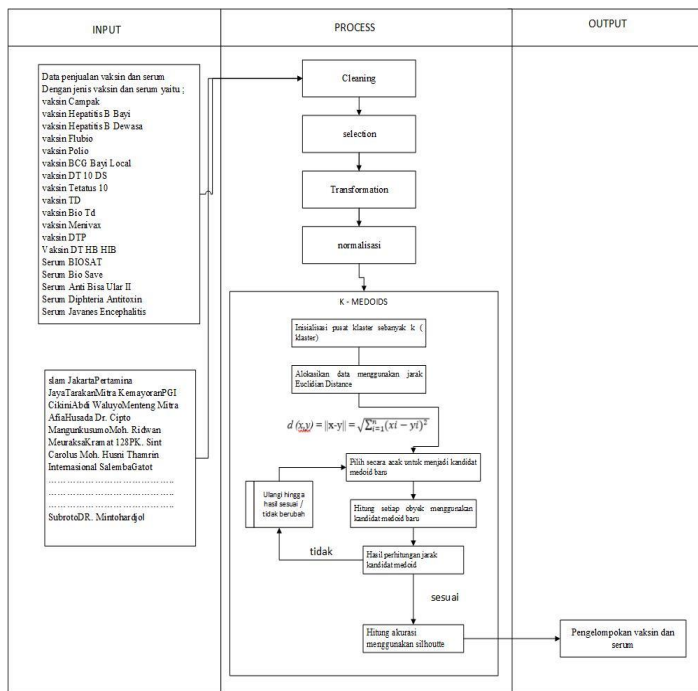 INPUT
PROCESS
OUTPUT
Data penjualan vaksin dan serum
Dengan jenis vaksin dan serum yaitu ;
vaksin Campak
vaksin Hepatitis B Bayi
vaksin Hepatitis B Dewasa
vaksin Flubio
vaksin Polio
vaksin BCG Bayi Local
vaksin DT 10 DS
vaksin Tetatus 10
vaksin TD
vaksin Bio Td
vaksin Menivax
vaksin DTP
Vaksin DT HB HIB
Serum BIOSAT
Serum Bio Save
Serum Anti Bisa Ular II
Serum Diphteria Antitoxin
Serum Javanes Encephalitis
slam JakartaPertamina
JayaTarakanMitra KemayoranPGI
CikiniAbdi WaluyoMenteng Mitra
AfiaHusada Dr. Cipto
MangunkusumoMoh. Ridwan
MeuraksaKramat 128PK. Sint
Carolus Moh. Husni Thamrin
Internasional SalembaGatot
.........................................
.........................................
.........................................
SubrotoDR. Mintohardjol
Cleaning
selection
Transformation
normalisasi
K - MEDOIDS
Inisialisasi pusat klaster sebanyak k (
klaster)
Alokasikan data menggunakan jarak
Euclidian Distance
d (x,y) = ||x-y|| = √∑ⁿᵢ₌₁(xi − yi)²
Pilih secara acak untuk menjadi kandidat
medoid baru
Ulangi hingga
hasil sesuai /
tidak berubah
Hitung setiap obyek menggunakan
kandidat medoid baru
tidak
Hasil perhitungan jarak
kandidat medoid
sesuai
Hitung akurasi
menggunakan silhoutte
Pengelompokan vaksin dan
serum